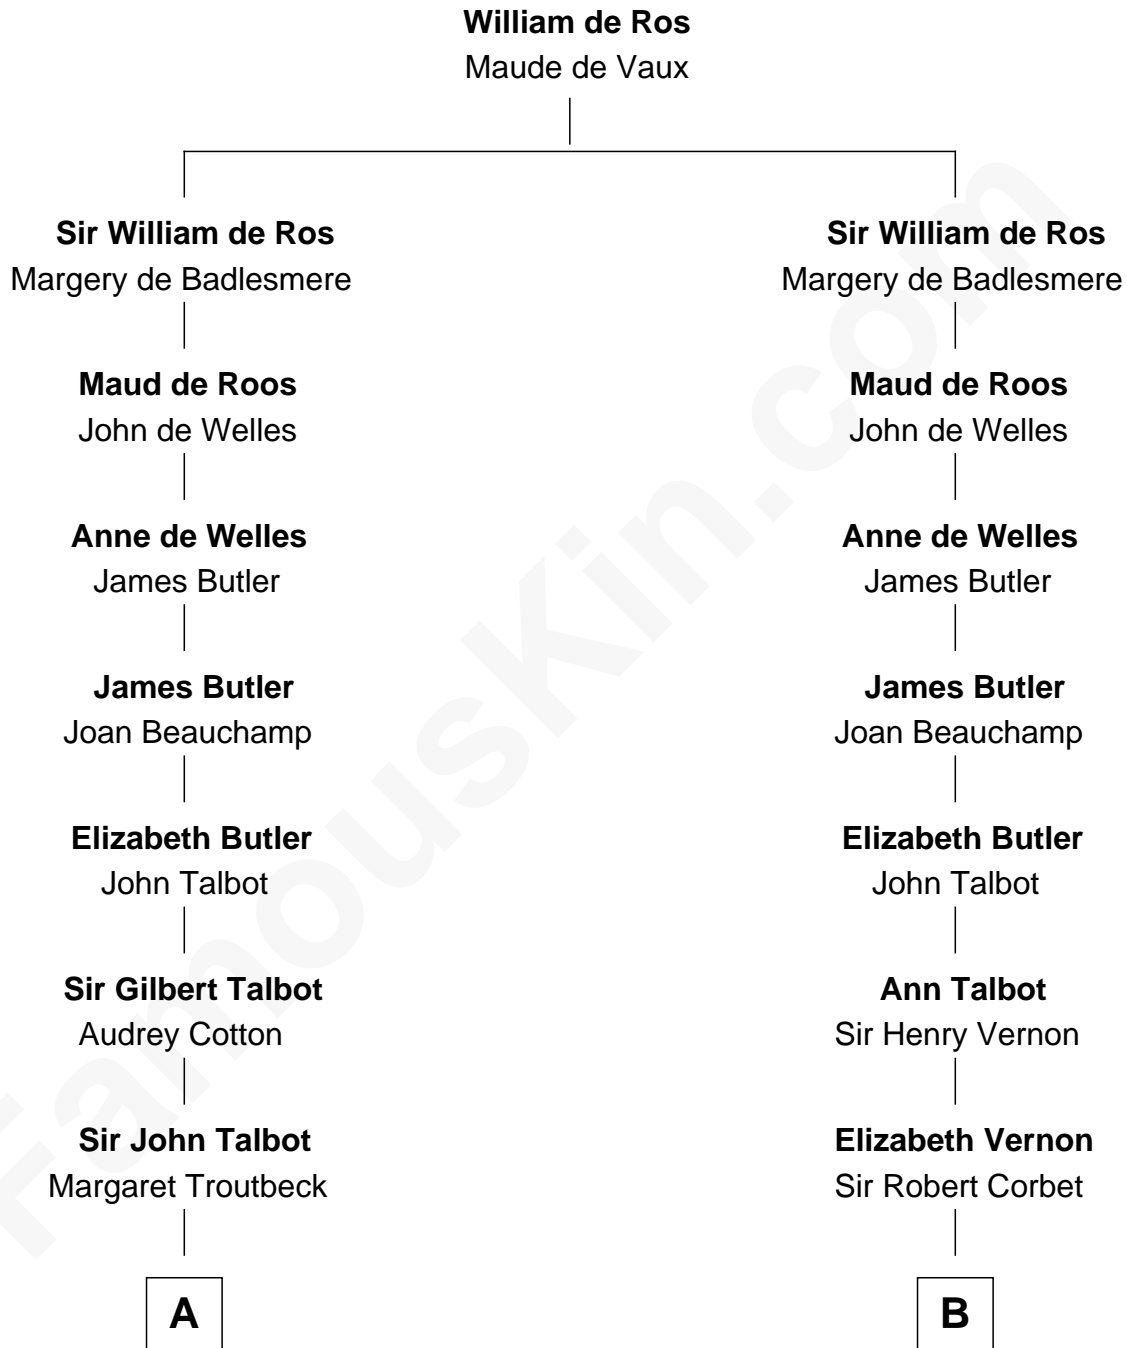 William de Ros
Maude de Vaux
Sir William de Ros
Margery de Badlesmere
Sir William de Ros
Margery de Badlesmere
Maud de Roos
John de Welles
Maud de Roos
John de Welles
Anne de Welles
James Butler
Anne de Welles
James Butler
James Butler
Joan Beauchamp
James Butler
Joan Beauchamp
Elizabeth Butler
John Talbot
Elizabeth Butler
John Talbot
Sir Gilbert Talbot
Audrey Cotton
Ann Talbot
Sir Henry Vernon
Sir John Talbot
Margaret Troutbeck
Elizabeth Vernon
Sir Robert Corbet
A
B
FamousKin.com